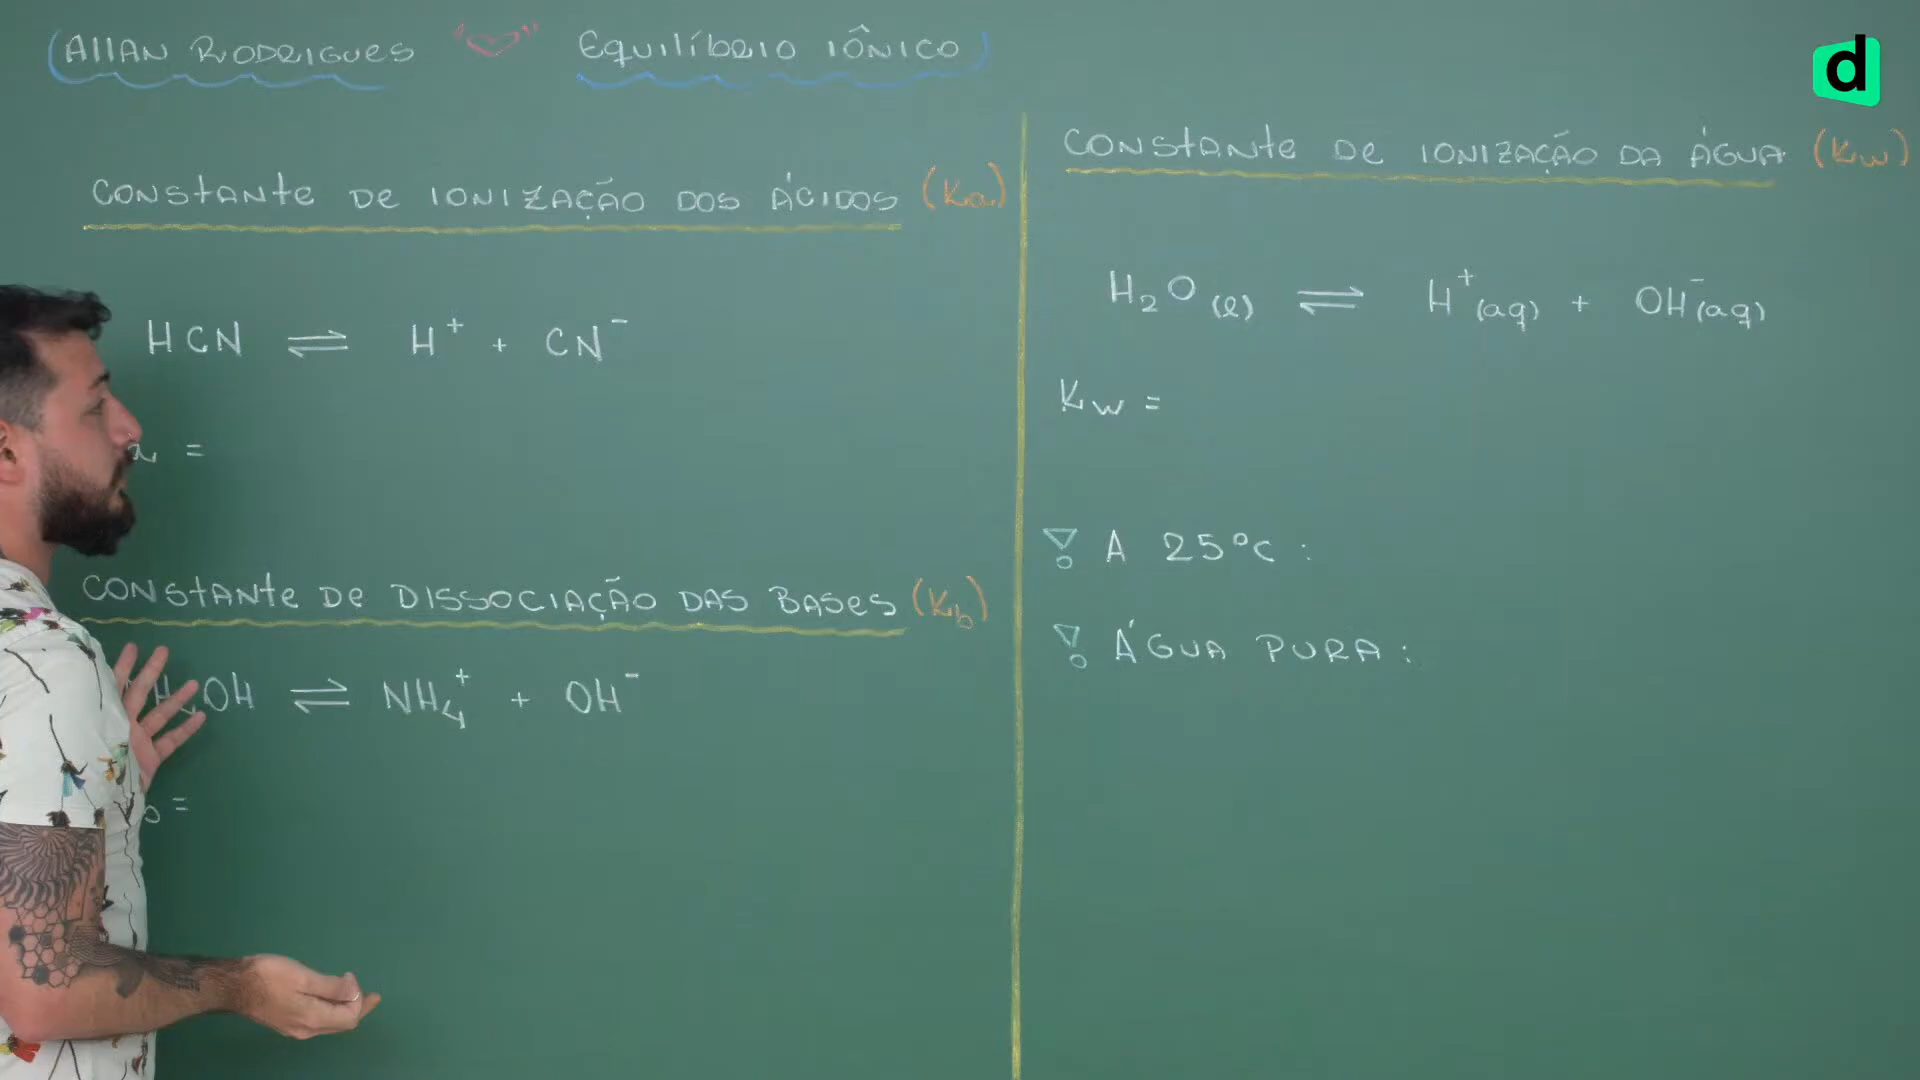 Allan Rodrigues Equilíbrio iônico
Constante de ionização dos ácidos (Ka)
HCN ⇌ H⁺ + CN⁻
a =
Constante de dissociação das bases (Kb)
OH ⇌ NH₄⁺ + OH⁻
b =
Constante de ionização da água (Kw)
H₂O (l) ⇌ H⁺(aq) + OH⁻(aq)
Kw =
A 25°C :
Água pura :
d